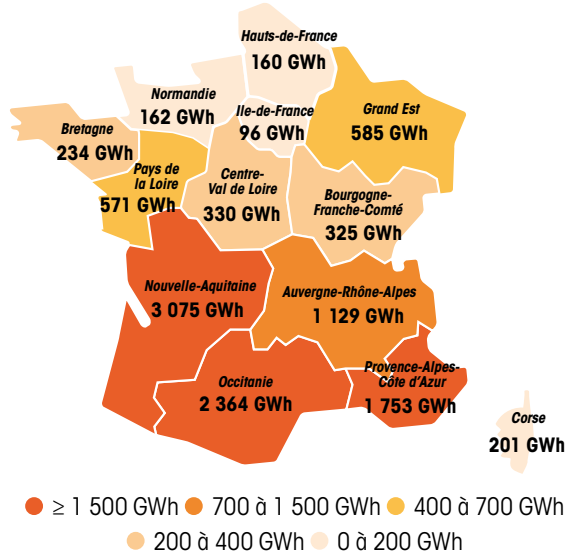 Hauts-de-France
160 GWh
Normandie
162 GWh
Ile-de-France
96 GWh
Grand Est
585 GWh
Bretagne
234 GWh
Pays de
la Loire
571 GWh
Centre-
Val de Loire
330 GWh
Bourgogne-
Franche-Comté
325 GWh
Nouvelle-Aquitaine
3 075 GWh
Auvergne-Rhône-Alpes
1 129 GWh
Occitanie
2 364 GWh
Provence-Alpes-
Côte d'Azur
1 753 GWh
Corse
201 GWh
≥ 1 500 GWh 700 à 1 500 GWh 400 à 700 GWh
200 à 400 GWh 0 à 200 GWh